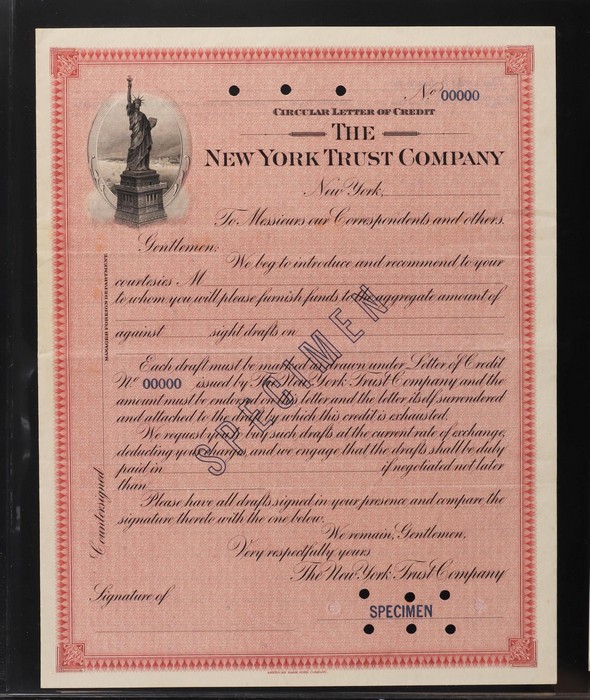 No 00000
CIRCULAR LETTER OF CREDIT
THE
NEW YORK TRUST COMPANY
New York,
To Messieurs our Correspondents and others.
Gentlemen:
We beg to introduce and recommend to your
courtesies M
to whom you will please furnish funds to the aggregate amount of
against sight drafts on
Each draft must be marked as drawn under Letter of Credit
No 00000 issued by The New York Trust Company and the
amount must be endorsed on this letter and the letter itself surrendered
and attached to the draft by which this credit is exhausted.
We request you to buy such drafts at the current rate of exchange,
deducting your charges, and we engage that the drafts shall be duly
paid in if negotiated not later
than
Please have all drafts signed in your presence and compare the
signature thereto with the one below.
We remain, Gentlemen,
Very respectfully yours
The New York Trust Company
Signature of
SPECIMEN
SPECIMEN
Countersigned
MANAGER FOREIGN DEPARTMENT
AMERICAN BANK NOTE COMPANY.